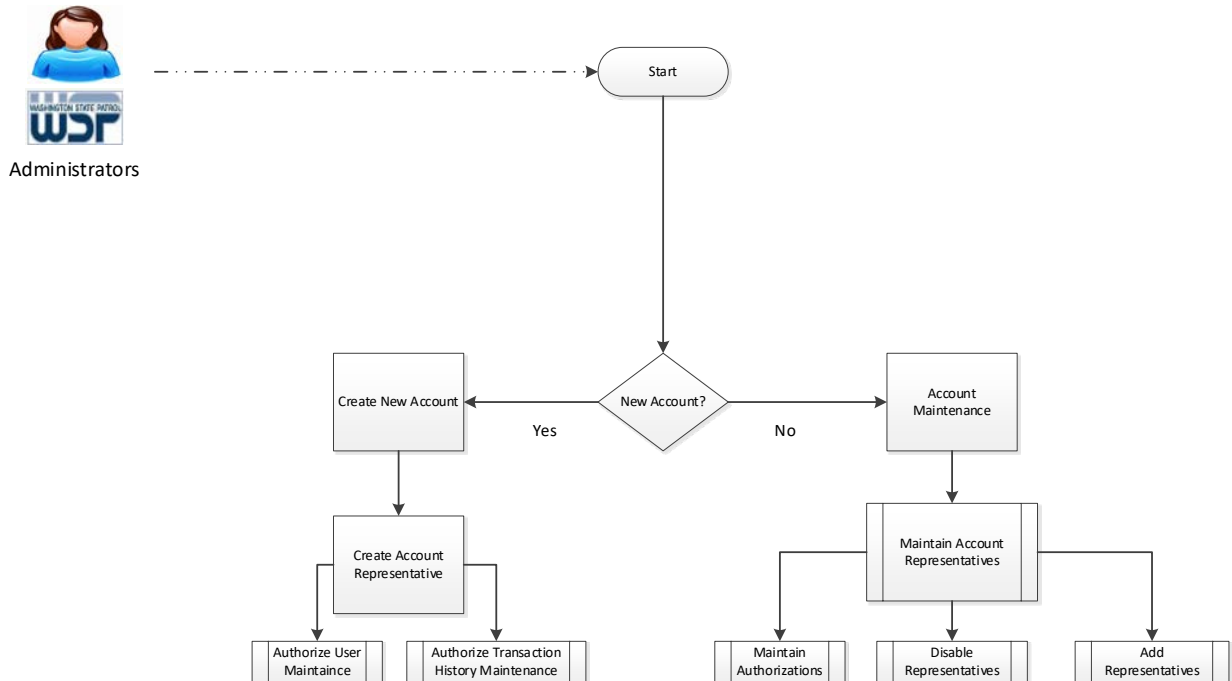 WASHINGTON STATE PATROL
WSP
Administrators
Start
Create New Account
New Account?
Account
Maintenance
Yes
No
Create Account
Representative
Maintain Account
Representatives
Authorize User
Maintaince
Authorize Transaction
History Maintenance
Maintain
Authorizations
Disable
Representatives
Add
Representatives